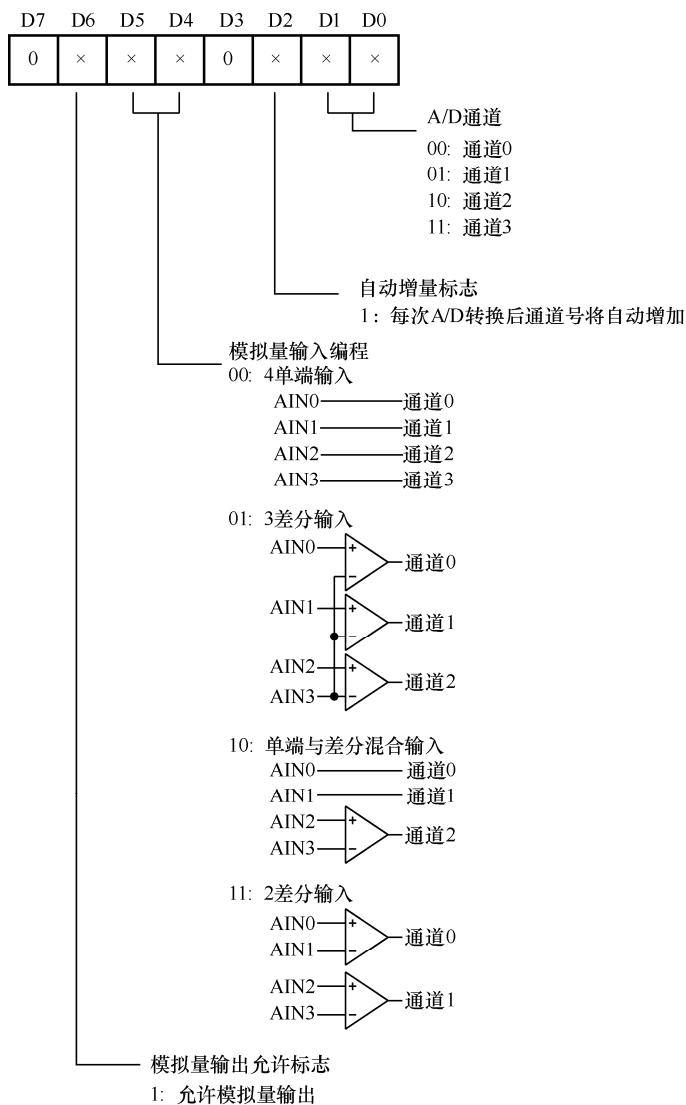 D7 D6 D5 D4 D3 D2 D1 D0
0 × × × 0 × × ×
A/D通道
00: 通道0
01: 通道1
10: 通道2
11: 通道3
自动增量标志
1: 每次A/D转换后通道号将自动增加
模拟量输入编程
00: 4单端输入
AIN0 通道0
AIN1 通道1
AIN2 通道2
AIN3 通道3
01: 3差分输入
AIN0 + 通道0
−
AIN1 + 通道1
−
AIN2 + 通道2
AIN3 −
10: 单端与差分混合输入
AIN0 通道0
AIN1 通道1
AIN2 + 通道2
AIN3 −
11: 2差分输入
AIN0 + 通道0
AIN1 −
AIN2 + 通道1
AIN3 −
模拟量输出允许标志
1: 允许模拟量输出